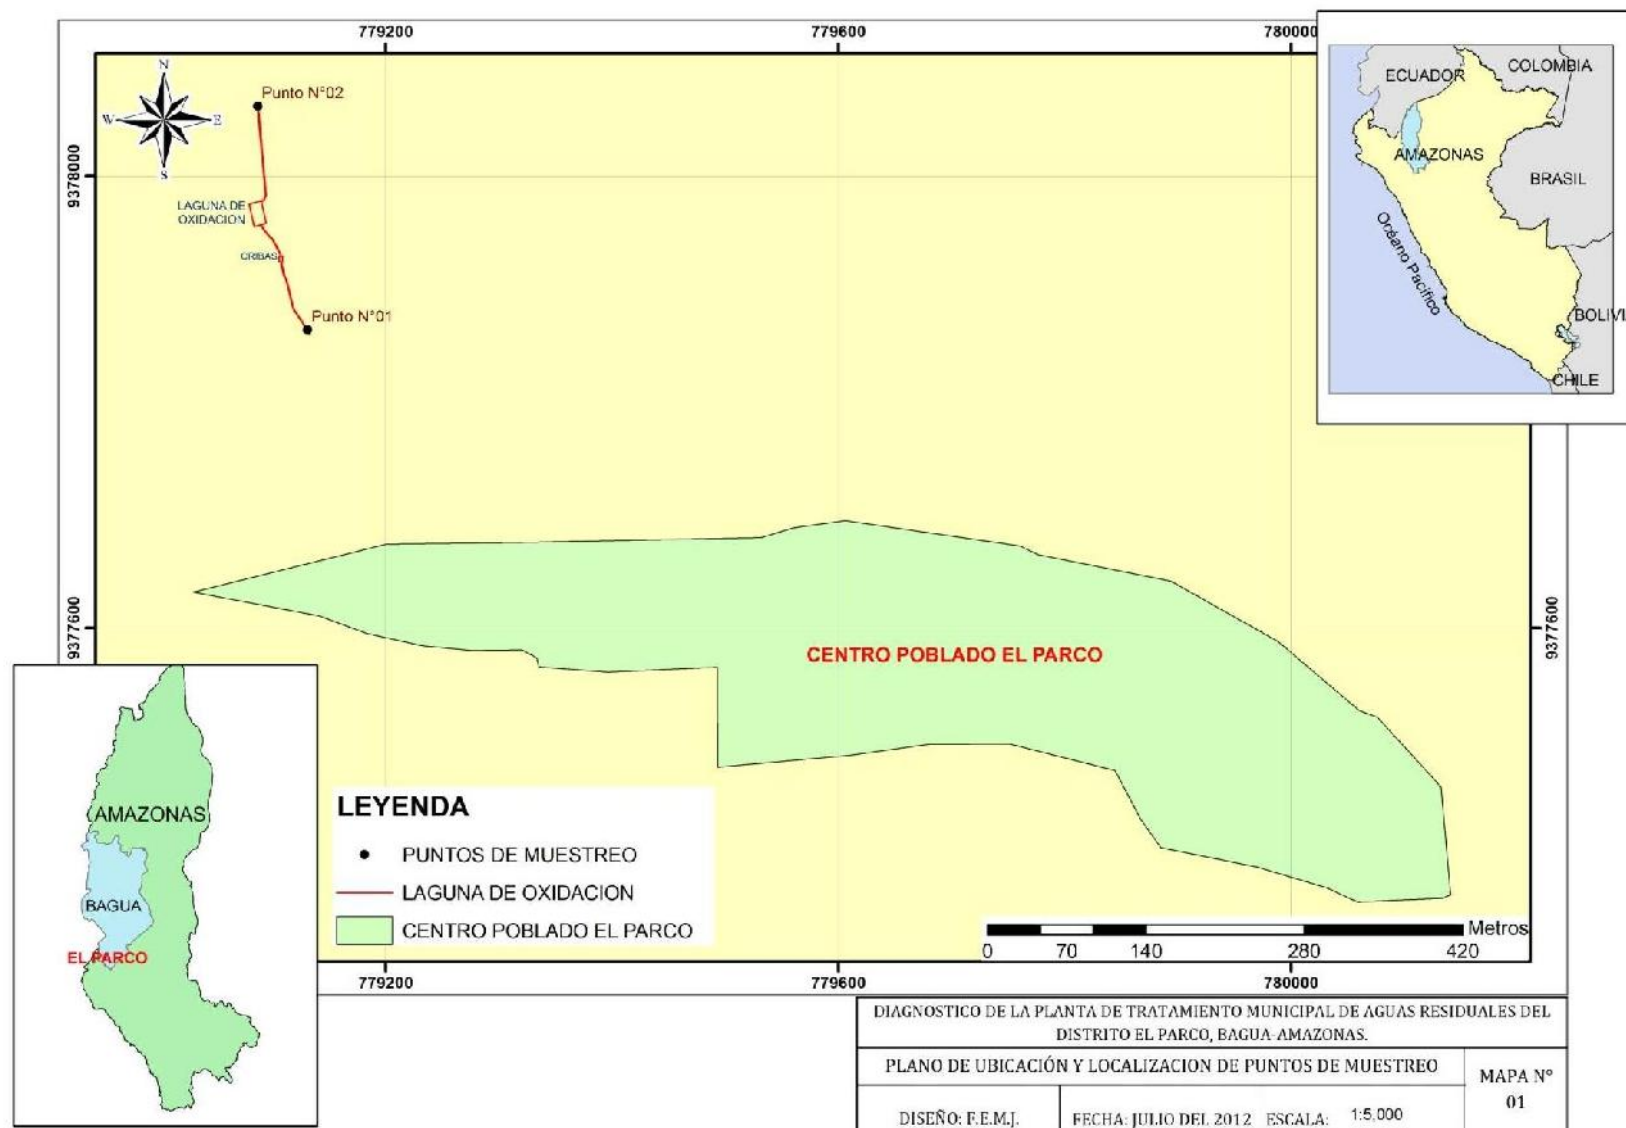 779200
779600
780000
N
W
E
S
Punto N°02
9378000
LAGUNA DE
OXIDACION
CRIBAS
Punto N°01
ECUADOR
COLOMBIA
AMAZONAS
BRASIL
Océano Pacífico
BOLIVI
CHILE
9377600
9377600
CENTRO POBLADO EL PARCO
AMAZONAS
BAGUA
EL PARCO
LEYENDA
PUNTOS DE MUESTREO
LAGUNA DE OXIDACION
CENTRO POBLADO EL PARCO
Metros
0 70 140 280 420
779200
779600
780000
DIAGNOSTICO DE LA PLANTA DE TRATAMIENTO MUNICIPAL DE AGUAS RESIDUALES DEL
DISTRITO EL PARCO, BAGUA-AMAZONAS.
PLANO DE UBICACIÓN Y LOCALIZACION DE PUNTOS DE MUESTREO
MAPA N°
01
DISEÑO: F.E.M.J.
FECHA: JULIO DEL 2012 ESCALA: 1:5,000